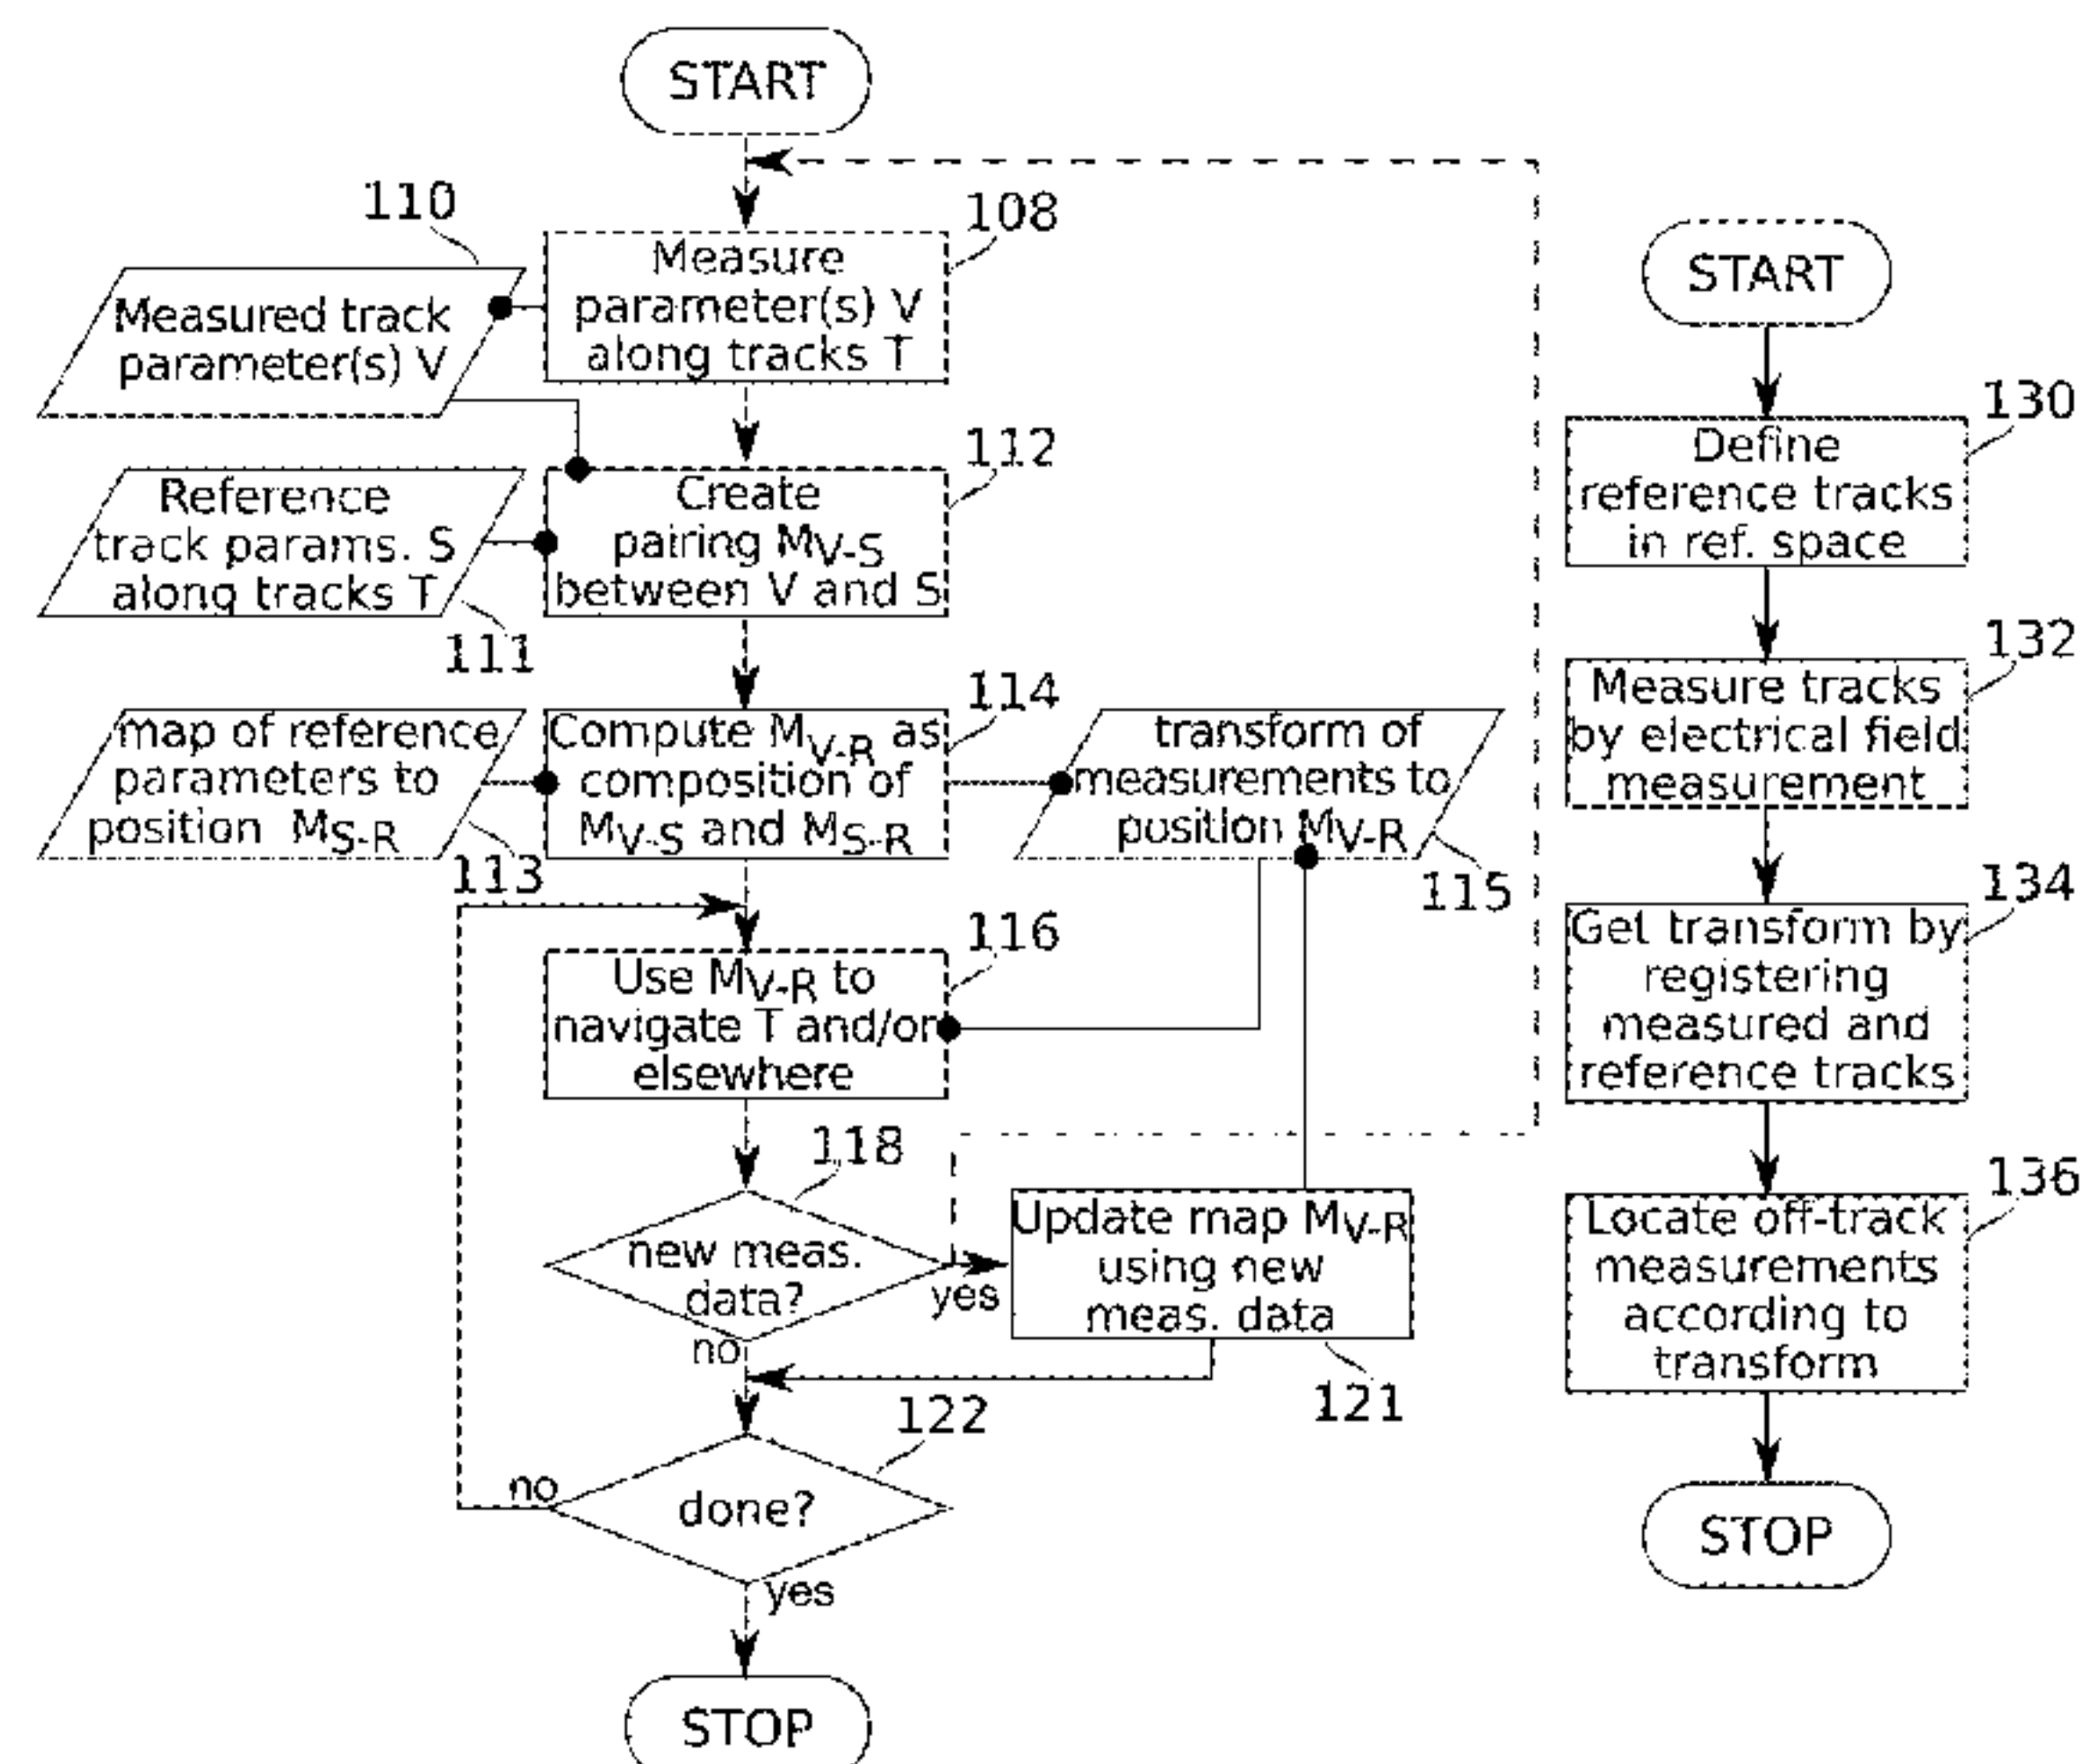 START
110
108
Measure
parameter(s) V
along tracks T
Measured track
parameter(s) V
112
Create
pairing MV-S
between V and S
Reference
track params. S
along tracks T
111
114
Compute MV-R as
composition of
MV-S and MS-R
map of reference
parameters to
position MS-R
113
transform of
measurements to
position MV-R
115
116
Use MV-R to
navigate T and/or
elsewhere
118
new meas.
data?
yes
no
Update map MV-R
using new
meas. data
121
122
done?
no
yes
STOP
START
130
Define
reference tracks
in ref. space
132
Measure tracks
by electrical field
measurement
134
Get transform by
registering
measured and
reference tracks
136
Locate off-track
measurements
according to
transform
STOP